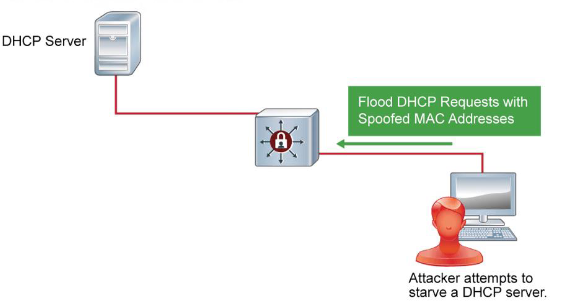 DHCP Server
Flood DHCP Requests with
Spoofed MAC Addresses
Attacker attempts to
starve a DHCP server.